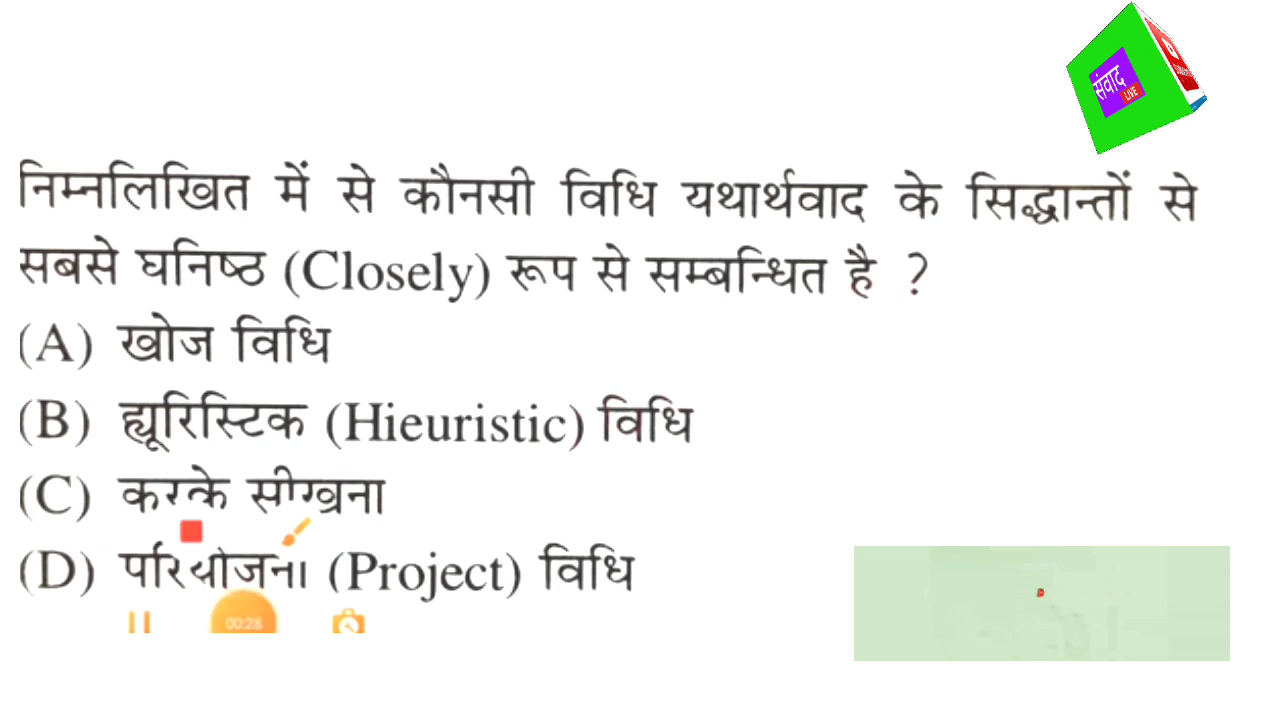 संवाद
LIVE
निम्नलिखित में से कौनसी विधि यथार्थवाद के सिद्धान्तों से
सबसे घनिष्ठ (Closely) रूप से सम्बन्धित है ?
(A) खोज विधि
(B) ह्यूरिस्टिक (Hieuristic) विधि
(C) करके सीखना
(D) परियोजना (Project) विधि
00:28